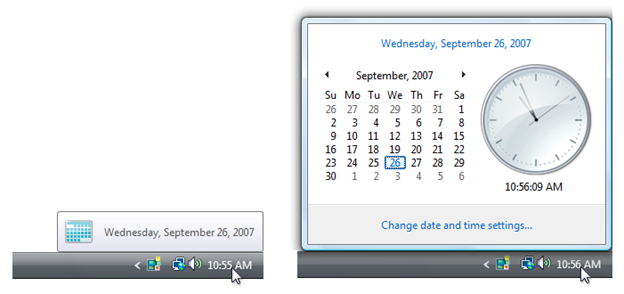 Wednesday, September 26, 2007
10:55 AM
Wednesday, September 26, 2007
September, 2007
Su Mo Tu We Th Fr Sa
26 27 28 29 30 31 1
2 3 4 5 6 7 8
9 10 11 12 13 14 15
16 17 18 19 20 21 22
23 24 25 26 27 28 29
30 1 2 3 4 5 6
10:56:09 AM
Change date and time settings...
10:56 AM